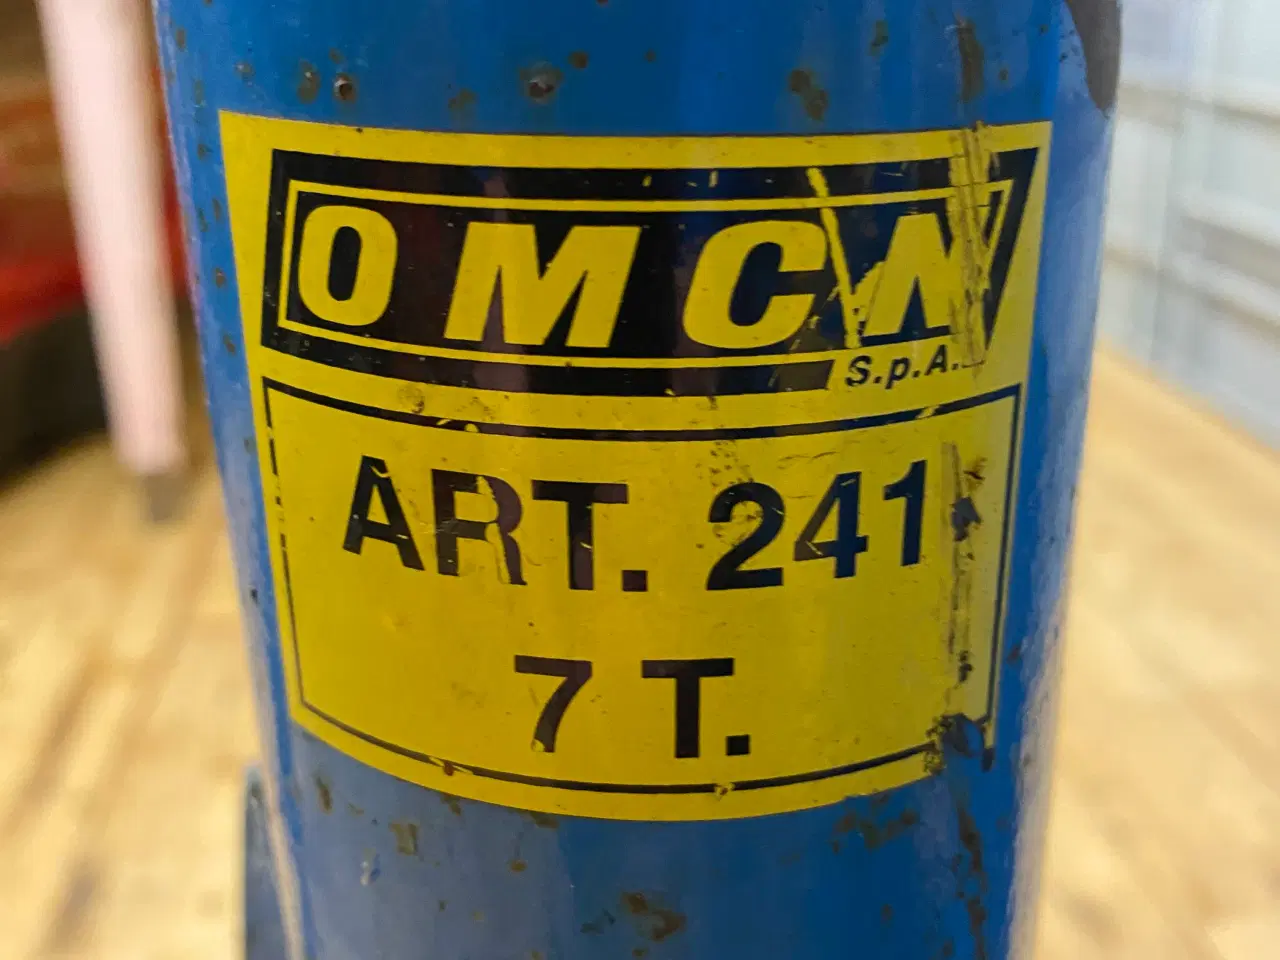 OMCN
S.p.A.
ART. 241
7 T.